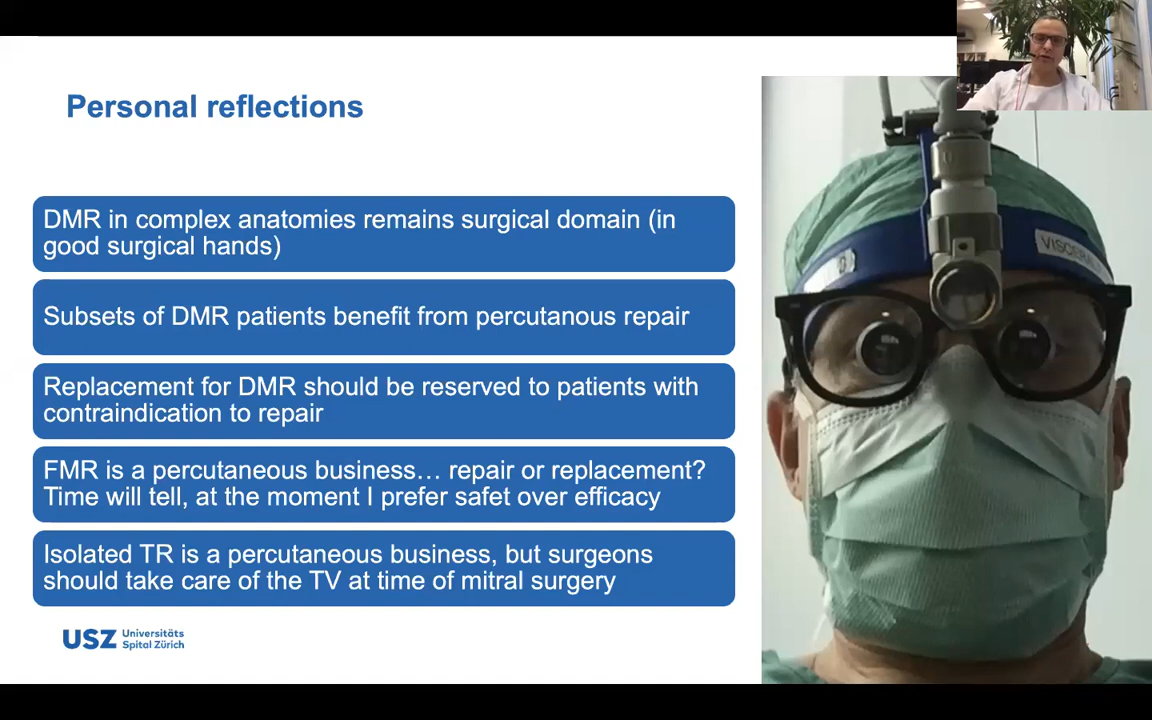 Personal reflections
DMR in complex anatomies remains surgical domain (in
good surgical hands)
Subsets of DMR patients benefit from percutanous repair
Replacement for DMR should be reserved to patients with
contraindication to repair
FMR is a percutaneous business… repair or replacement?
Time will tell, at the moment I prefer safet over efficacy
Isolated TR is a percutaneous business, but surgeons
should take care of the TV at time of mitral surgery
USZ Universitäts
Spital Zürich